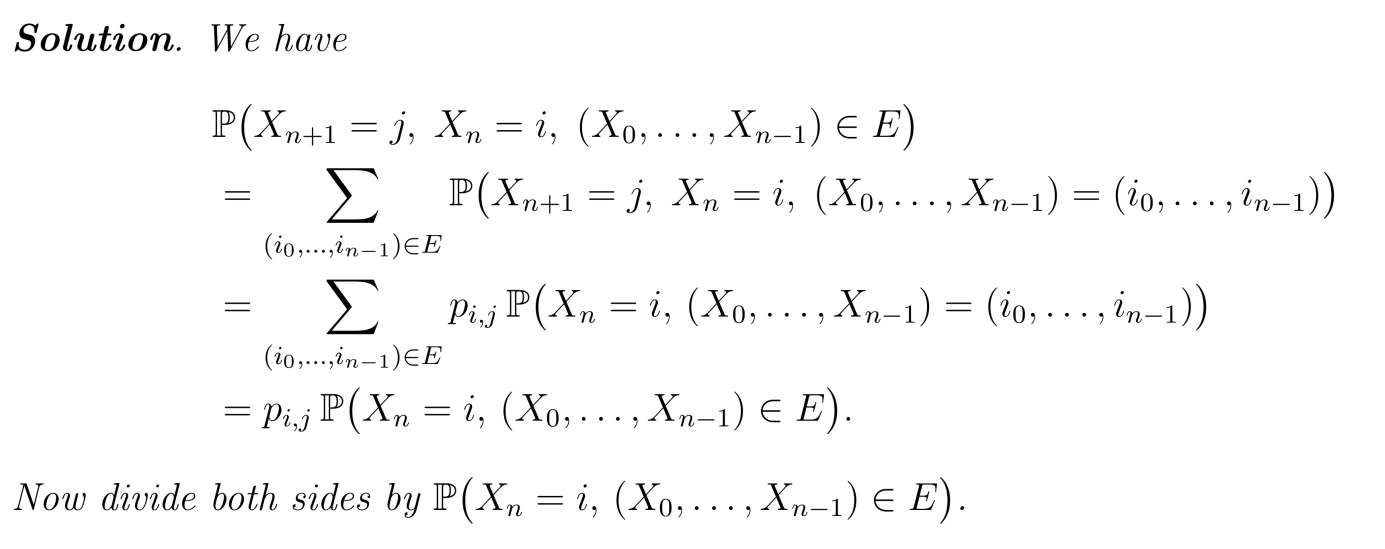 Solution. We have
ℙ(X_{n+1} = j, X_n = i, (X_0, . . . , X_{n−1}) ∈ E)
= ∑_{(i_0,...,i_{n−1})∈E} ℙ(X_{n+1} = j, X_n = i, (X_0, . . . , X_{n−1}) = (i_0, . . . , i_{n−1}))
= ∑_{(i_0,...,i_{n−1})∈E} p_{i,j} ℙ(X_n = i, (X_0, . . . , X_{n−1}) = (i_0, . . . , i_{n−1}))
= p_{i,j} ℙ(X_n = i, (X_0, . . . , X_{n−1}) ∈ E).
Now divide both sides by ℙ(X_n = i, (X_0, . . . , X_{n−1}) ∈ E).